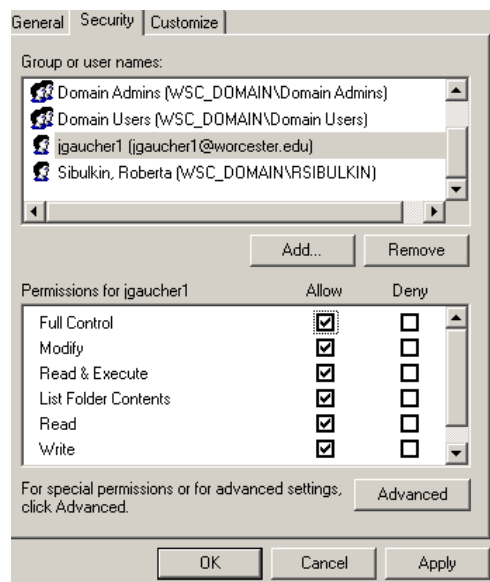 General Security Customize
Group or user names:
Domain Admins (WSC_DOMAIN\Domain Admins)
Domain Users (WSC_DOMAIN\Domain Users)
jgaucher1 (jgaucher1@worcester.edu)
Sibulkin, Roberta (WSC_DOMAIN\RSIBULKIN)
Add... Remove
Permissions for jgaucher1 Allow Deny
Full Control
Modify
Read & Execute
List Folder Contents
Read
Write
For special permissions or for advanced settings,
click Advanced.
Advanced
OK Cancel Apply